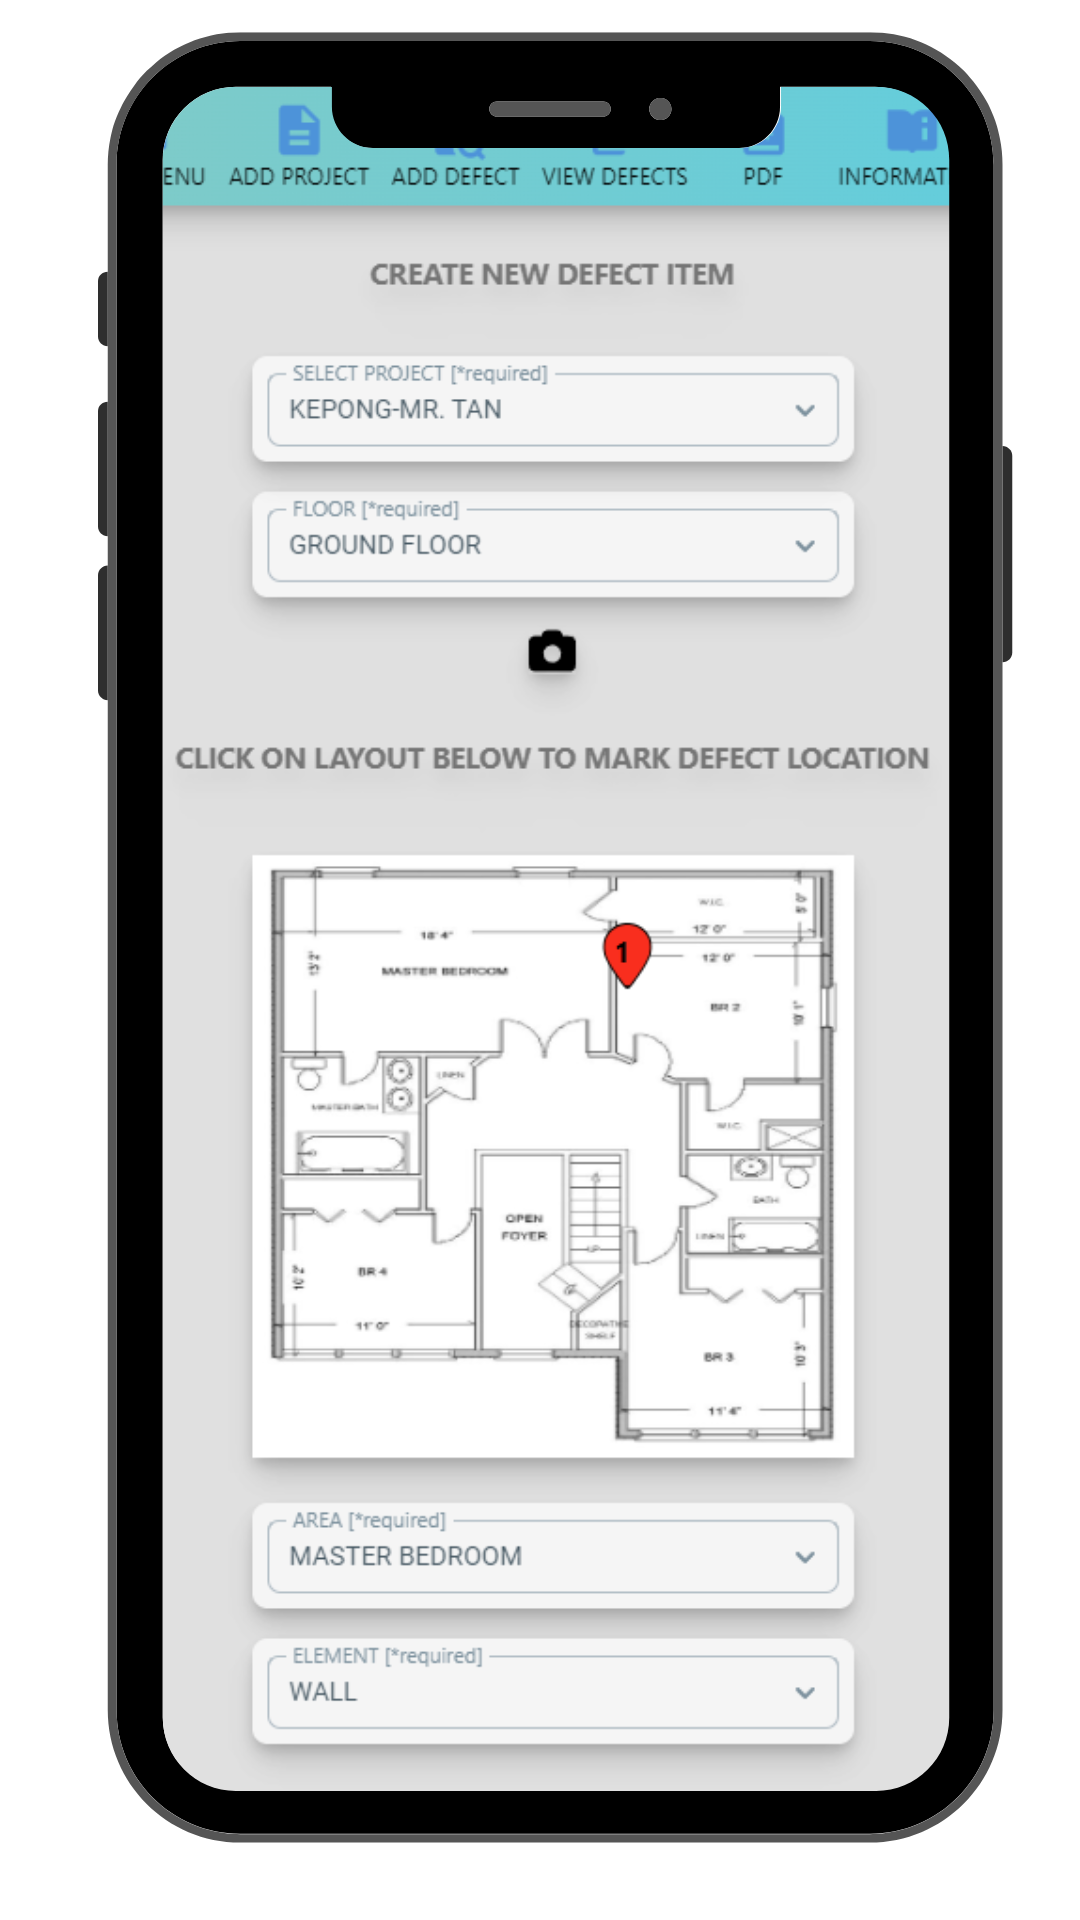 ENU ADD PROJECT ADD DEFECT VIEW DEFECTS PDF INFORMAT
CREATE NEW DEFECT ITEM
SELECT PROJECT [*required]
KEPONG-MR. TAN
FLOOR [*required]
GROUND FLOOR
CLICK ON LAYOUT BELOW TO MARK DEFECT LOCATION
W.I.C.
5' 0"
18' 4"
12' 0"
1
13' 2"
12' 0"
MASTER BEDROOM
BR 2
10' 1"
LINEN
MASTER BATH
W.I.C.
BATH
OPEN
FOYER
LINEN
BR 4
10' 2"
11' 0"
DECORATIVE
SHELF
BR 3
10' 3"
11' 4"
AREA [*required]
MASTER BEDROOM
ELEMENT [*required]
WALL